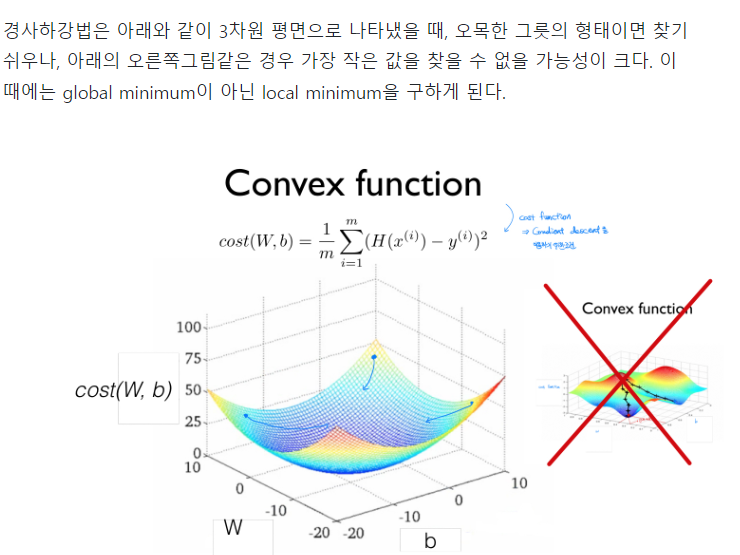 경사하강법은 아래와 같이 3차원 평면으로 나타냈을 때, 오목한 그릇의 형태이면 찾기
쉬우나, 아래의 오른쪽그림같은 경우 가장 작은 값을 찾을 수 없을 가능성이 크다. 이
때에는 global minimum이 아닌 local minimum을 구하게 된다.
Convex function
cost(W, b) = 1/m m∑i=1 (H(x^(i)) – y^(i))²
cost function
⇒ Gradient descent
Convex function
cost(W, b)
100
75
50
25
0
10
0
-10
-20
W
-20
-10
0
10
b